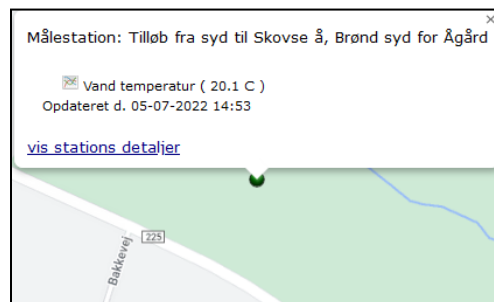 Målestation: Tilløb fra syd til Skovse å, Brønd syd for Ågård
Vand temperatur ( 20.1 C )
Opdateret d. 05-07-2022 14:53
vis stations detaljer
225
Bakkevej